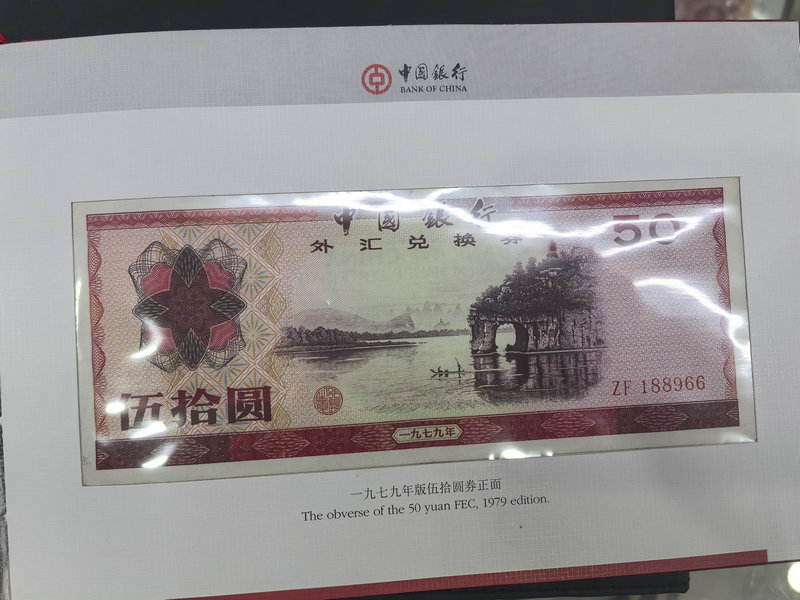 中国银行
BANK OF CHINA
中国银行
外汇兑换券
50
ZF 188966
伍拾圆
一九七九年
一九七九年版伍拾圆券正面
The obverse of the 50 yuan FEC, 1979 edition.